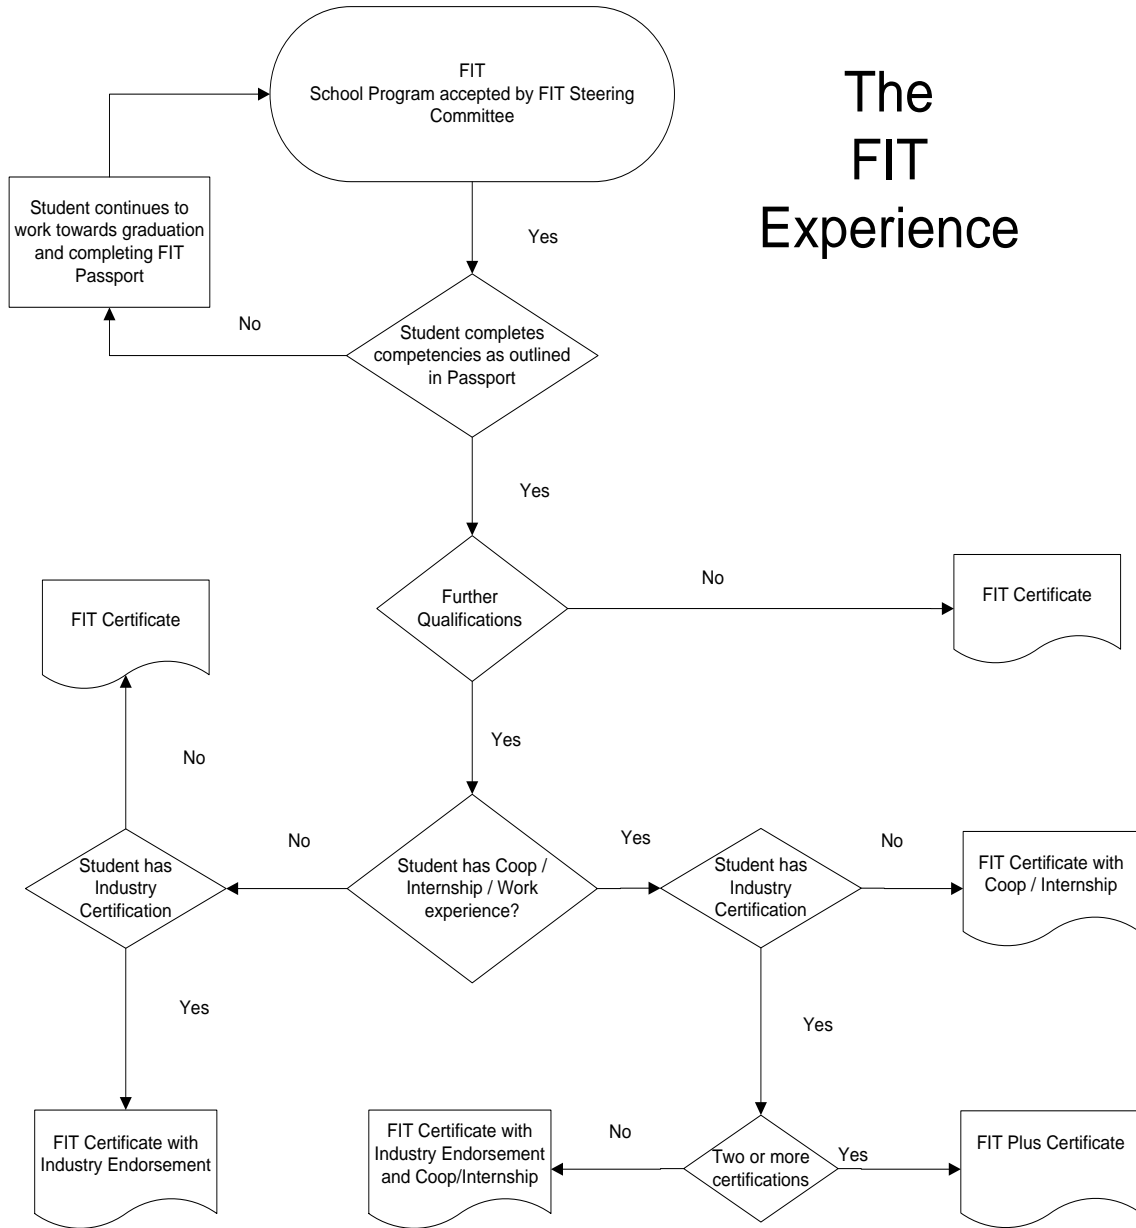 The
FIT
Experience
FIT
School Program accepted by FIT Steering
Committee
Student continues to
work towards graduation
and completing FIT
Passport
Yes
No
Student completes
competencies as outlined
in Passport
Yes
Further
Qualifications
No
FIT Certificate
FIT Certificate
Yes
No
Student has Coop /
Internship / Work
experience?
No
Student has
Industry
Certification
Yes
Student has
Industry
Certification
No
FIT Certificate with
Coop / Internship
Yes
Yes
FIT Certificate with
Industry Endorsement
FIT Certificate with
Industry Endorsement
and Coop/Internship
No
Two or more
certifications
Yes
FIT Plus Certificate